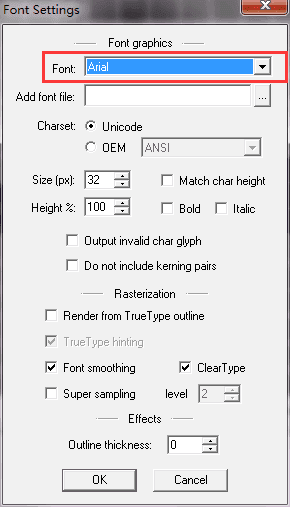 Font Settings
Font graphics
Font: Arial
Add font file: ...
Charset: Unicode
OEM ANSI
Size (px): 32 Match char height
Height %: 100 Bold Italic
Output invalid char glyph
Do not include kerning pairs
Rasterization
Render from TrueType outline
TrueType hinting
Font smoothing ClearType
Super sampling level 2
Effects
Outline thickness: 0
OK Cancel